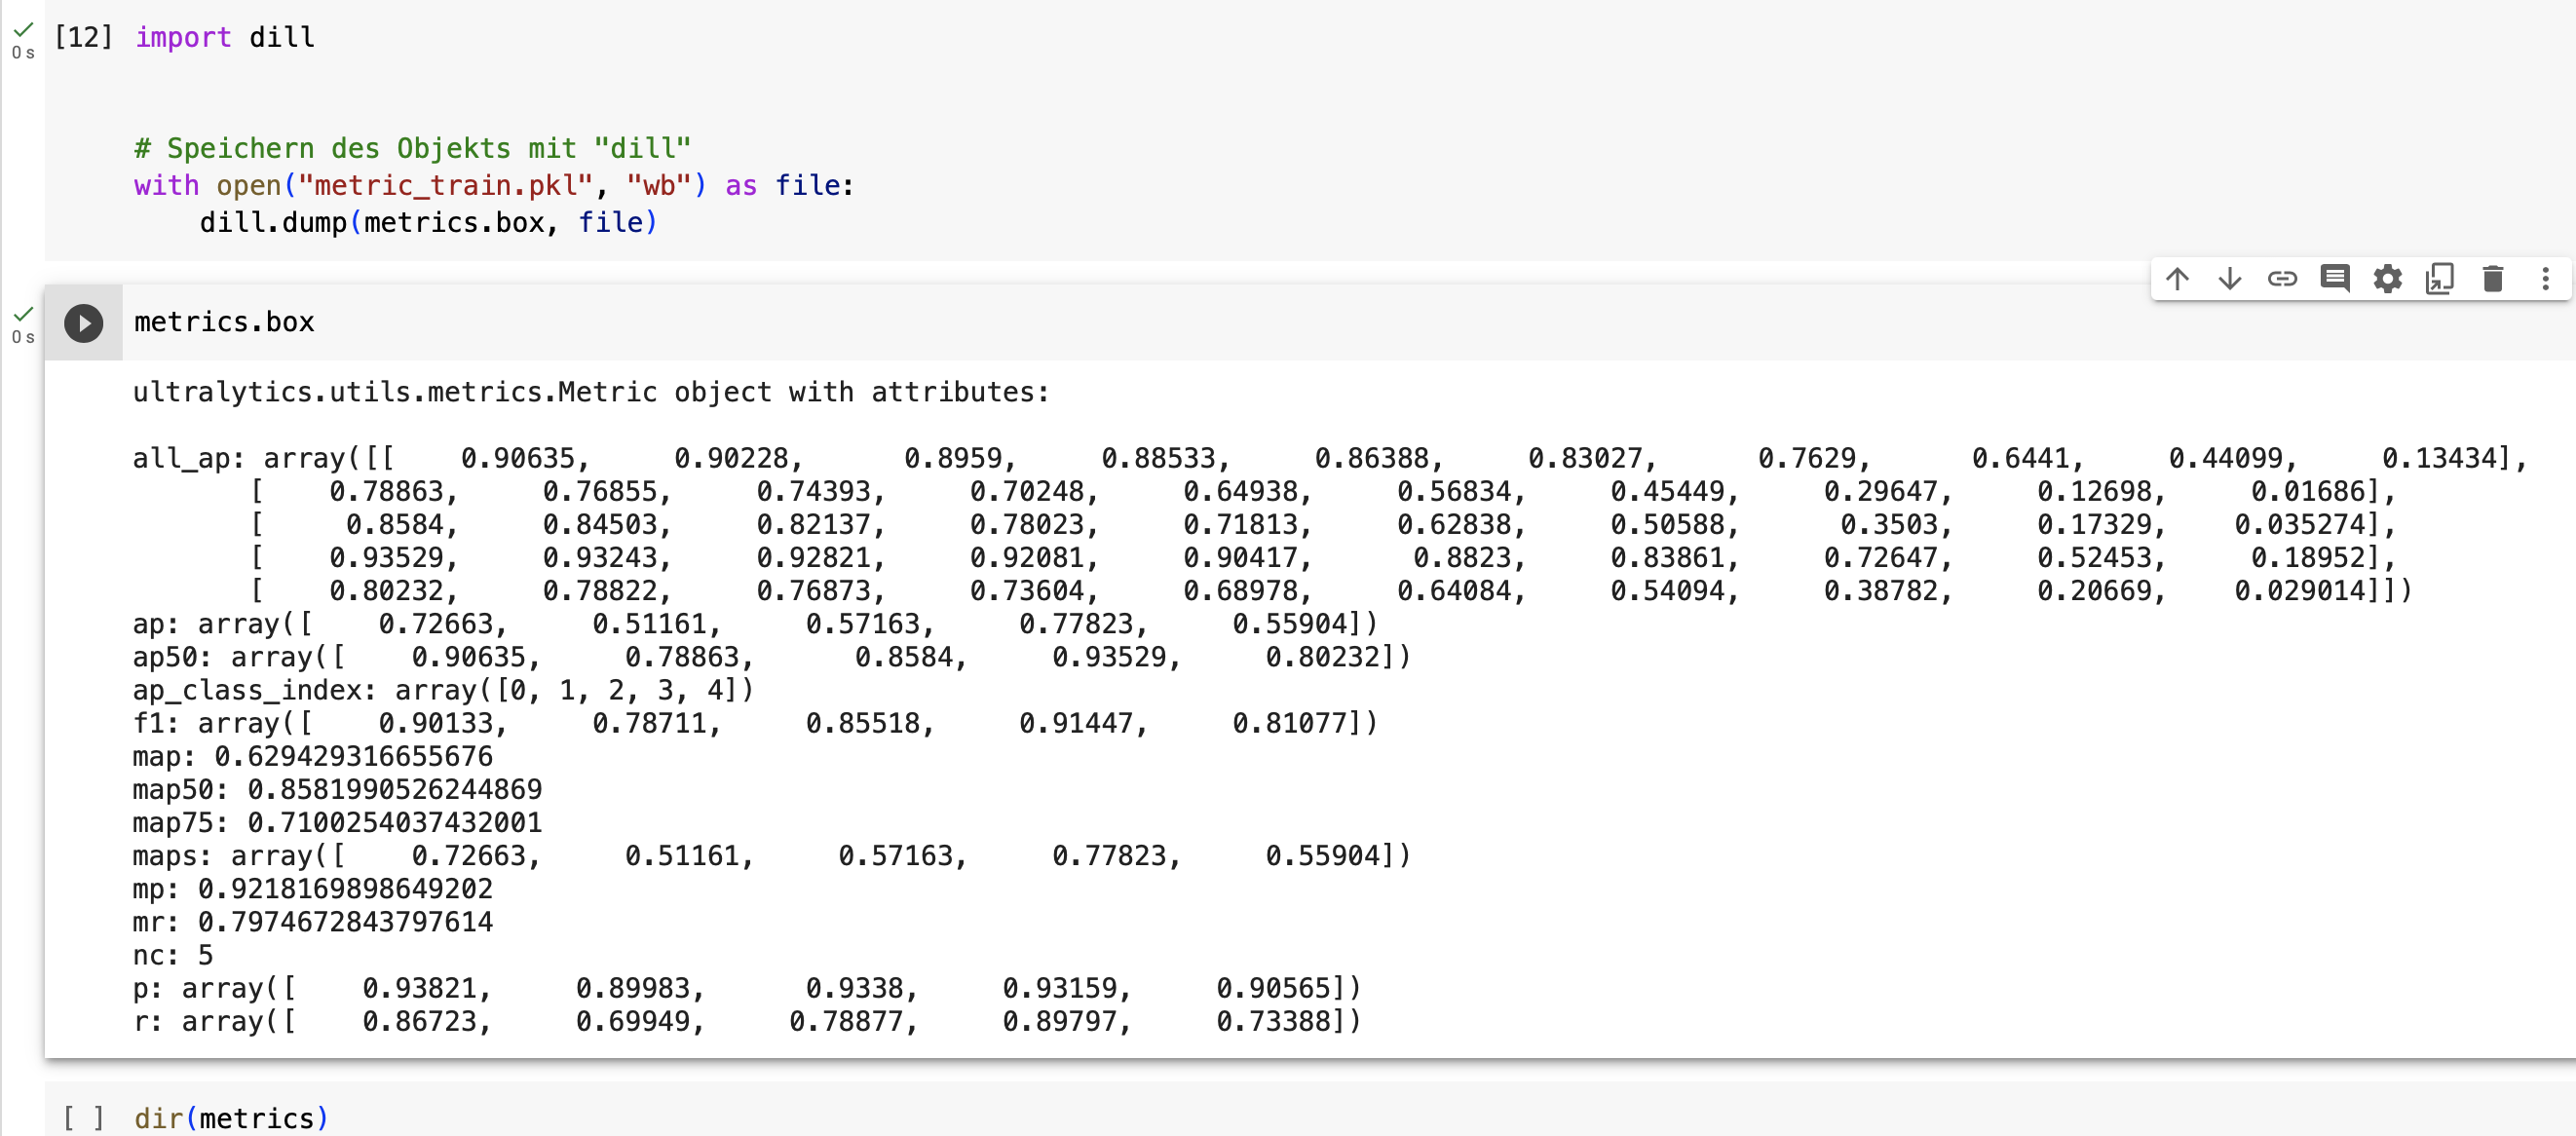 [12] import dill
0 s
# Speichern des Objekts mit "dill"
with open("metric_train.pkl", "wb") as file:
    dill.dump(metrics.box, file)
metrics.box
0 s
ultralytics.utils.metrics.Metric object with attributes:
all_ap: array([[    0.90635,     0.90228,      0.8959,     0.88533,     0.86388,     0.83027,      0.7629,      0.6441,     0.44099,     0.13434],
       [    0.78863,     0.76855,     0.74393,     0.70248,     0.64938,     0.56834,     0.45449,     0.29647,     0.12698,     0.01686],
       [     0.8584,     0.84503,     0.82137,     0.78023,     0.71813,     0.62838,     0.50588,      0.3503,     0.17329,    0.035274],
       [    0.93529,     0.93243,     0.92821,     0.92081,     0.90417,      0.8823,     0.83861,     0.72647,     0.52453,     0.18952],
       [    0.80232,     0.78822,     0.76873,     0.73604,     0.68978,     0.64084,     0.54094,     0.38782,     0.20669,    0.029014]])
ap: array([    0.72663,     0.51161,     0.57163,     0.77823,     0.55904])
ap50: array([    0.90635,     0.78863,      0.8584,     0.93529,     0.80232])
ap_class_index: array([0, 1, 2, 3, 4])
f1: array([    0.90133,     0.78711,     0.85518,     0.91447,     0.81077])
map: 0.629429316655676
map50: 0.8581990526244869
map75: 0.7100254037432001
maps: array([    0.72663,     0.51161,     0.57163,     0.77823,     0.55904])
mp: 0.9218169898649202
mr: 0.7974672843797614
nc: 5
p: array([    0.93821,     0.89983,      0.9338,     0.93159,     0.90565])
r: array([    0.86723,     0.69949,     0.78877,     0.89797,     0.73388])
[ ] dir(metrics)